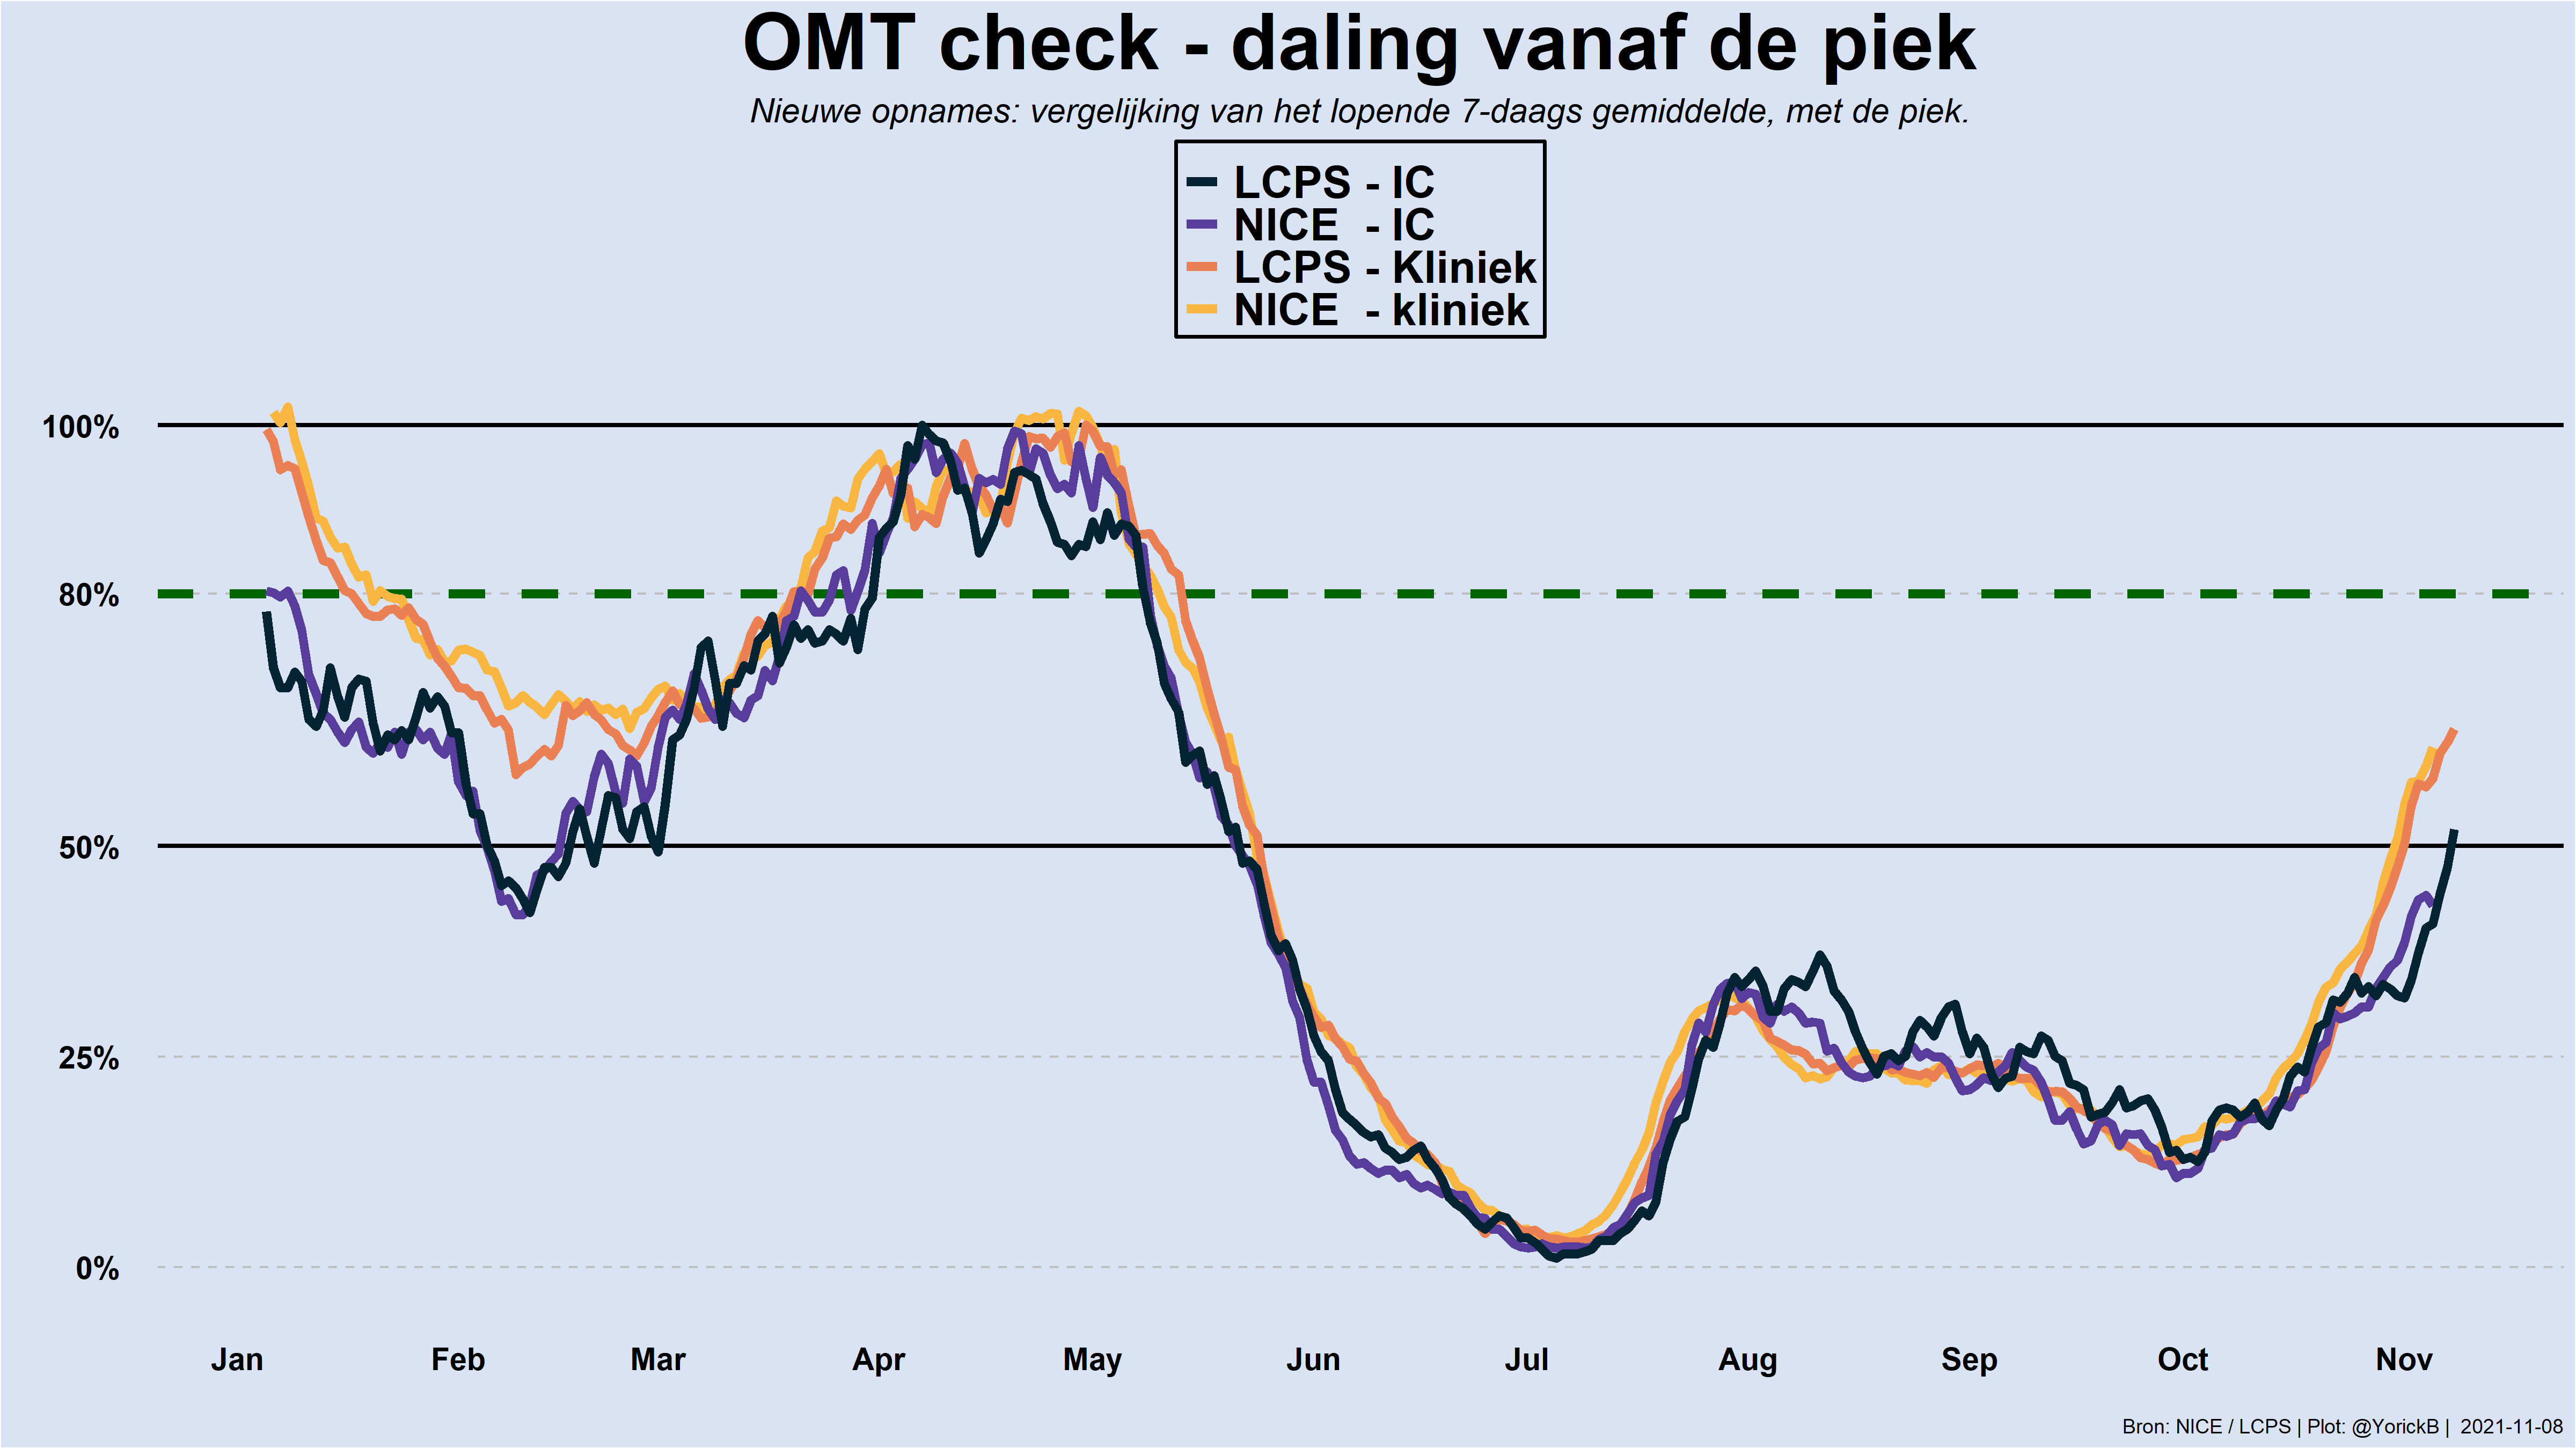 OMT check - daling vanaf de piek
Nieuwe opnames: vergelijking van het lopende 7-daags gemiddelde, met de piek.
LCPS - IC
NICE - IC
LCPS - Kliniek
NICE - kliniek
100%
80%
50%
25%
0%
Jan Feb Mar Apr May Jun Jul Aug Sep Oct Nov
Bron: NICE / LCPS | Plot: @YorickB | 2021-11-08